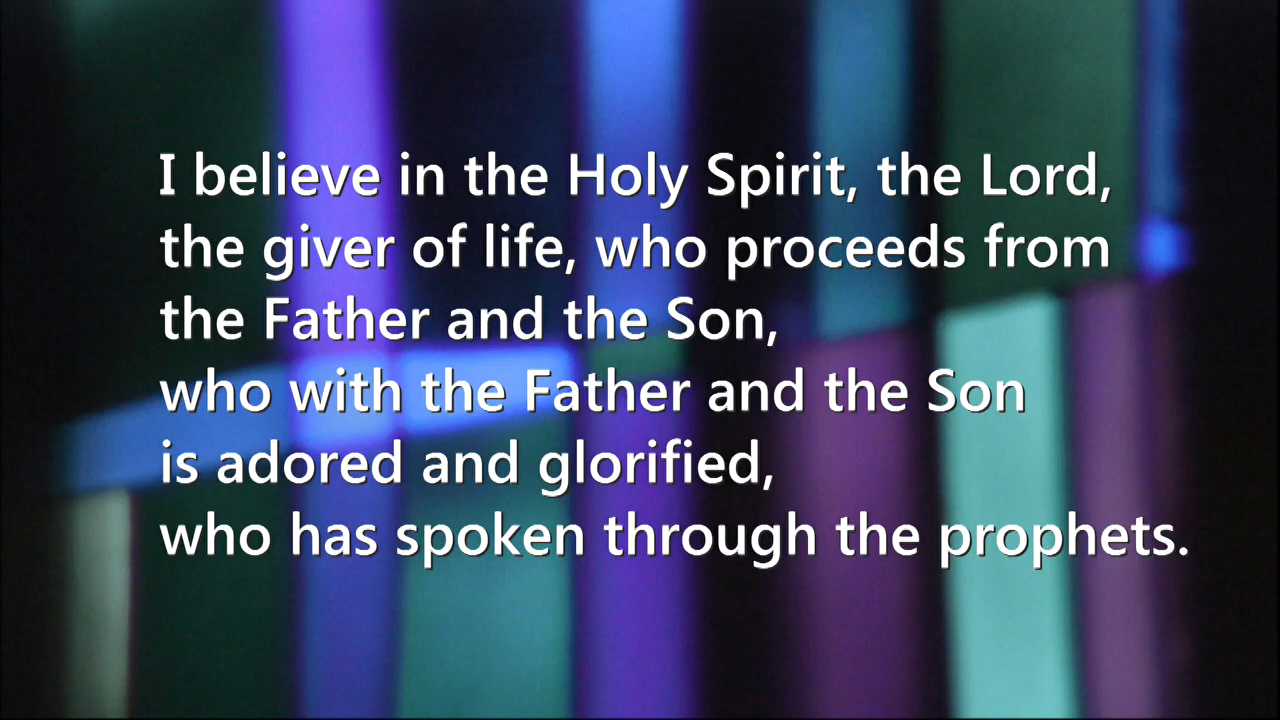 I believe in the Holy Spirit, the Lord,
the giver of life, who proceeds from
the Father and the Son,
who with the Father and the Son
is adored and glorified,
who has spoken through the prophets.